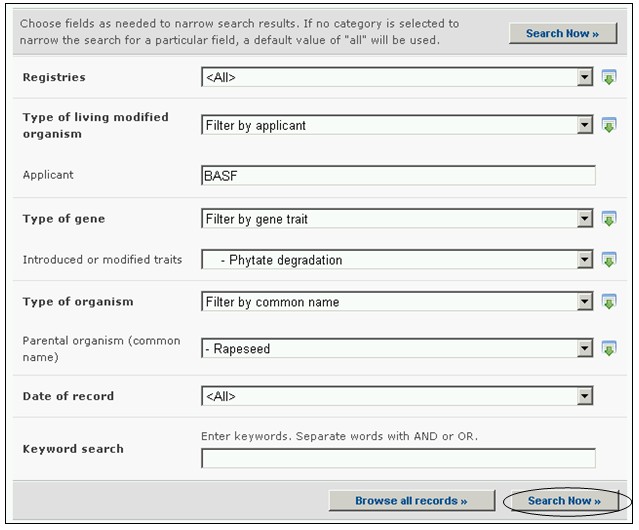 Choose fields as needed to narrow search results. If no category is selected to
narrow the search for a particular field, a default value of "all" will be used.
Search Now »
Registries
<All>
Type of living modified
organism
Filter by applicant
Applicant
BASF
Type of gene
Filter by gene trait
Introduced or modified traits
- Phytate degradation
Type of organism
Filter by common name
Parental organism (common
name)
- Rapeseed
Date of record
<All>
Keyword search
Enter keywords. Separate words with AND or OR.
Browse all records »
Search Now »